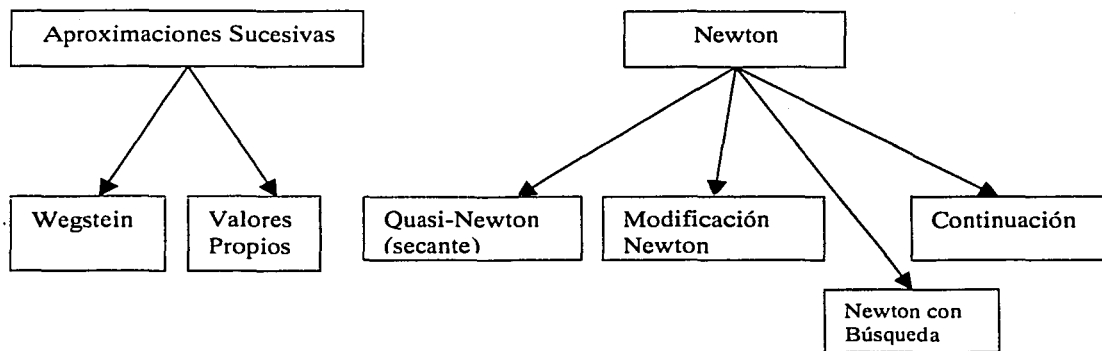 Aproximaciones Sucesivas
Newton
Wegstein
Valores
Propios
Quasi-Newton
(secante)
Modificación
Newton
Continuación
Newton con
Búsqueda